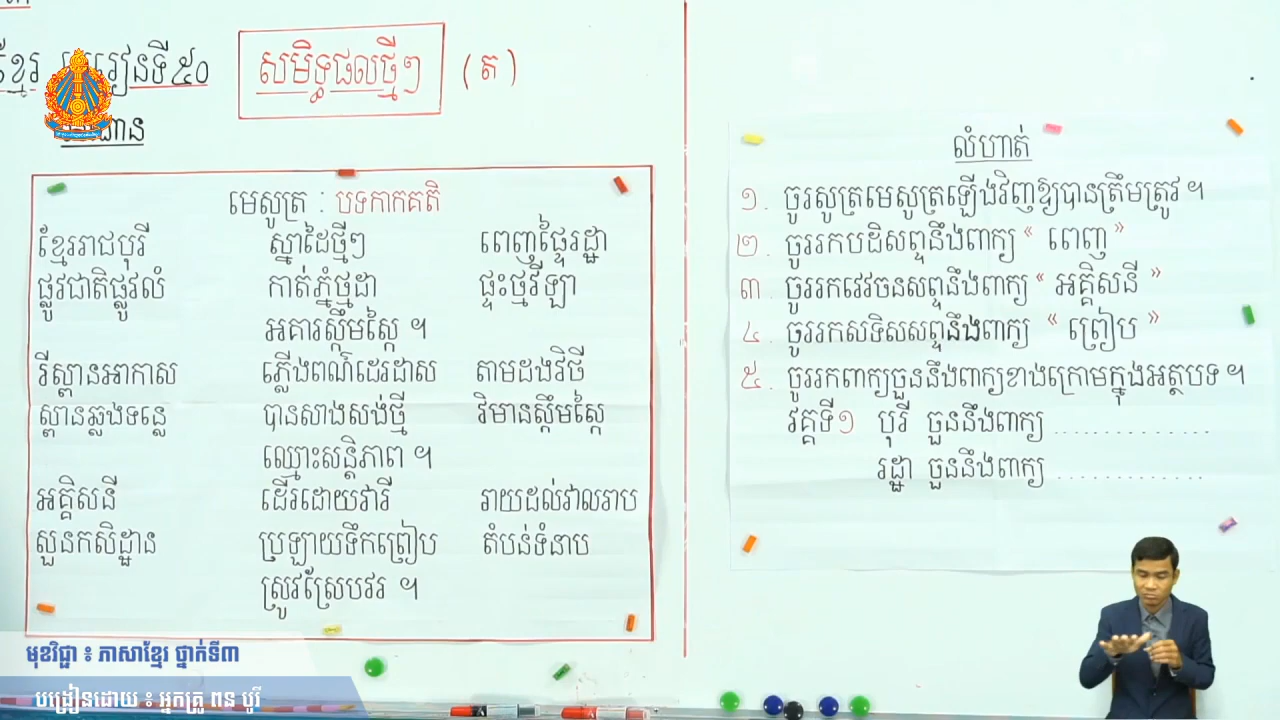 ខ្មែរ មេរៀនទី៥០ សមិទ្ធផលថ្មីៗ (ត)
មេសូត្រ : បទកាកគតិ
ខ្មែររាជបុរី ស្នាដៃថ្មីៗ ពេញផ្ទៃរដ្ឋា
ផ្លូវជាតិផ្លូវលំ កាត់ភ្នំថ្មដា ផ្ទះថ្មវីឡា
អគារស្កឹមស្កៃ ។
រីស្ពានអាកាស ភ្លើងពណ៌ដេរដាស តាមដងវិថី
ស្ពានឆ្លងទន្លេ បានសាងសង់ថ្មី វិមានស្កឹមស្កៃ
ឈ្មោះសន្តិភាព ។
អគ្គិសនី ដើរដោយវារី រាយដល់វាលរាប
សួនកសិដ្ឋាន ប្រឡាយទឹកព្រៀប តំបន់ទំនាប
ស្រូវស្រែបវរ ។
លំហាត់
១. ចូរសូត្រមេសូត្រឡើងវិញឱ្យបានត្រឹមត្រូវ ។
២. ចូររកបដិសព្ទនឹងពាក្យ “ ពេញ ”
៣. ចូររកវេវចនសព្ទនឹងពាក្យ “ អគ្គិសនី ”
៤. ចូររកសទិសសព្ទនឹងពាក្យ “ ព្រៀប ”
៥. ចូររកពាក្យចួននឹងពាក្យខាងក្រោមក្នុងអត្ថបទ ។
វគ្គទី១ បុរី ចួននឹងពាក្យ ..............
រដ្ឋា ចួននឹងពាក្យ .............
មុខវិជ្ជា ៖ ភាសាខ្មែរ ថ្នាក់ទី៣
បង្រៀនដោយ ៖ អ្នកគ្រូ ពន បូរី